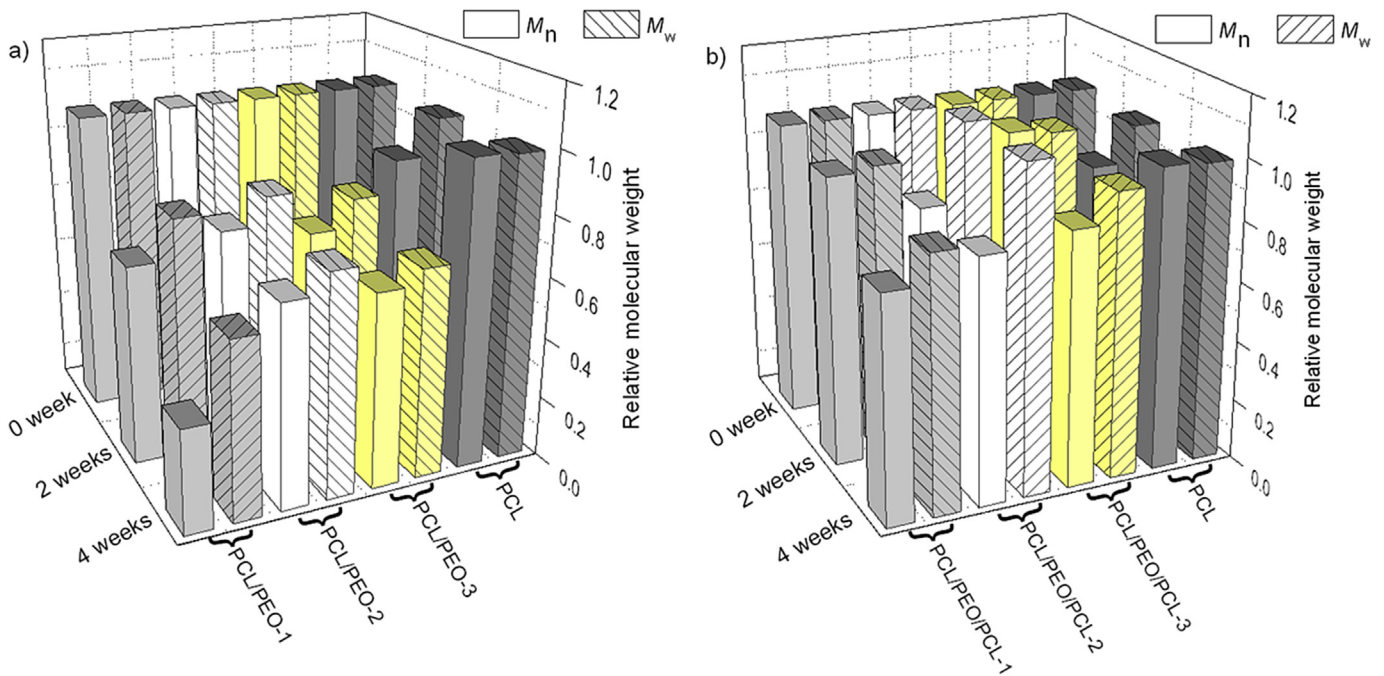 a)
Mn
Mw
1.2
1.0
0.8
0.6
0.4
0.2
0.0
Relative molecular weight
0 week
2 weeks
4 weeks
PCL/PEO-1
PCL/PEO-2
PCL/PEO-3
PCL
b)
Mn
Mw
1.2
1.0
0.8
0.6
0.4
0.2
0.0
Relative molecular weight
0 week
2 weeks
4 weeks
PCL/PEO/PCL-1
PCL/PEO/PCL-2
PCL/PEO/PCL-3
PCL